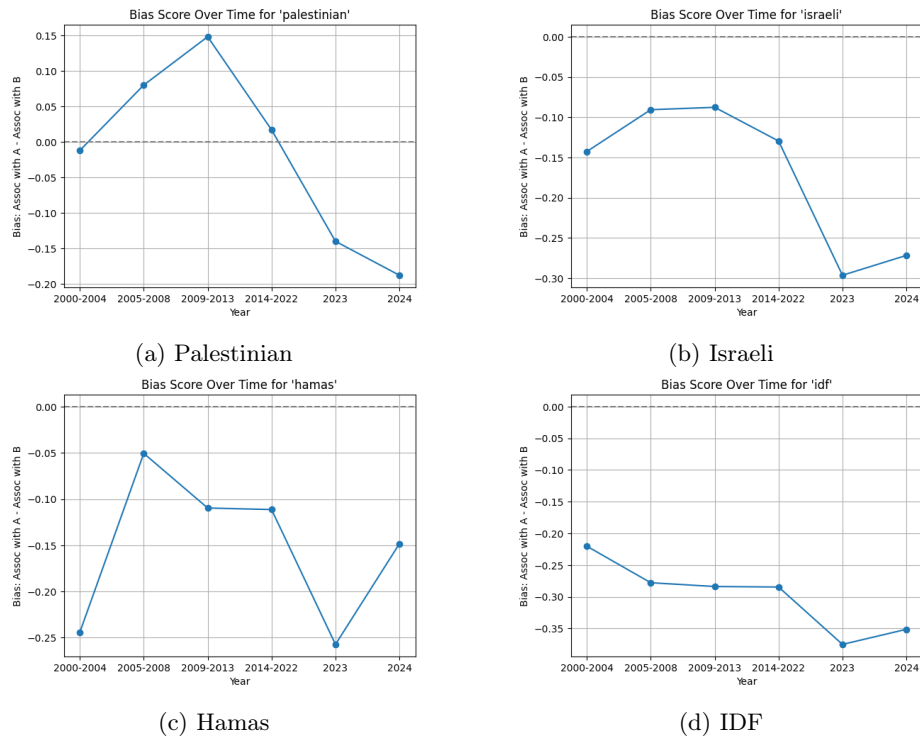 Bias Score Over Time for 'palestinian'
Bias: Assoc with A - Assoc with B
0.15
0.10
0.05
0.00
−0.05
−0.10
−0.15
−0.20
2000-2004 2005-2008 2009-2013 2014-2022 2023 2024
Year
(a) Palestinian
Bias Score Over Time for 'israeli'
Bias: Assoc with A - Assoc with B
0.00
−0.05
−0.10
−0.15
−0.20
−0.25
−0.30
2000-2004 2005-2008 2009-2013 2014-2022 2023 2024
Year
(b) Israeli
Bias Score Over Time for 'hamas'
Bias: Assoc with A - Assoc with B
0.00
−0.05
−0.10
−0.15
−0.20
−0.25
2000-2004 2005-2008 2009-2013 2014-2022 2023 2024
Year
(c) Hamas
Bias Score Over Time for 'idf'
Bias: Assoc with A - Assoc with B
0.00
−0.05
−0.10
−0.15
−0.20
−0.25
−0.30
−0.35
2000-2004 2005-2008 2009-2013 2014-2022 2023 2024
Year
(d) IDF